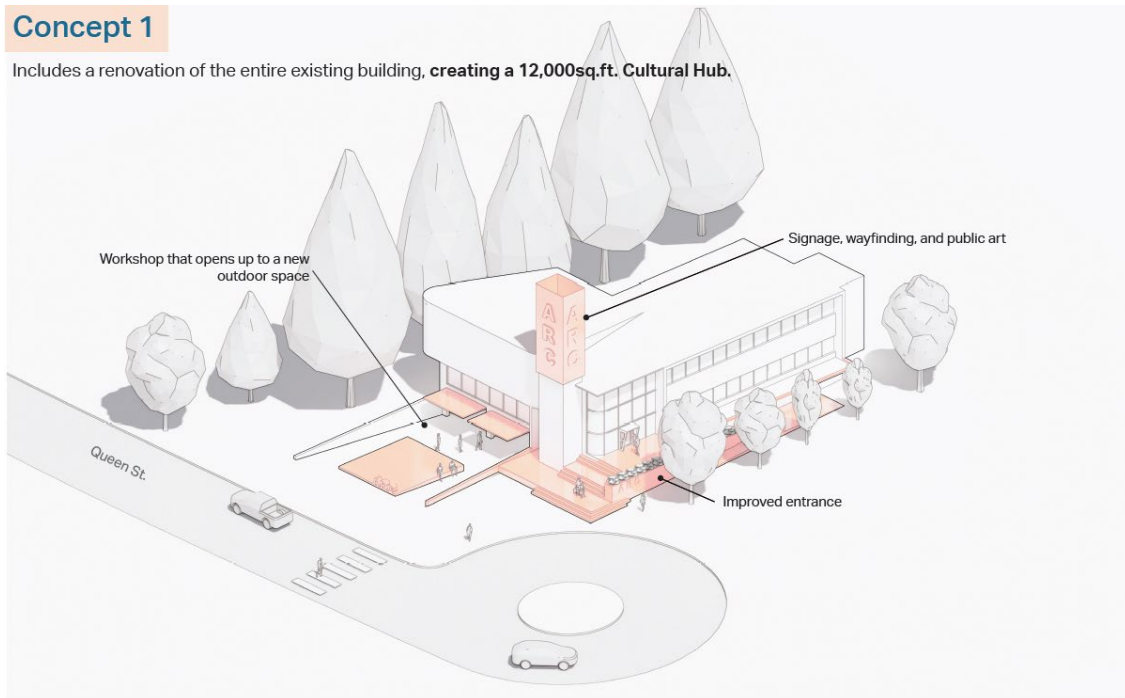 Concept 1
Includes a renovation of the entire existing building, creating a 12,000sq.ft. Cultural Hub.
Signage, wayfinding, and public art
Workshop that opens up to a new
outdoor space
ARC
ARC
Queen St.
Improved entrance